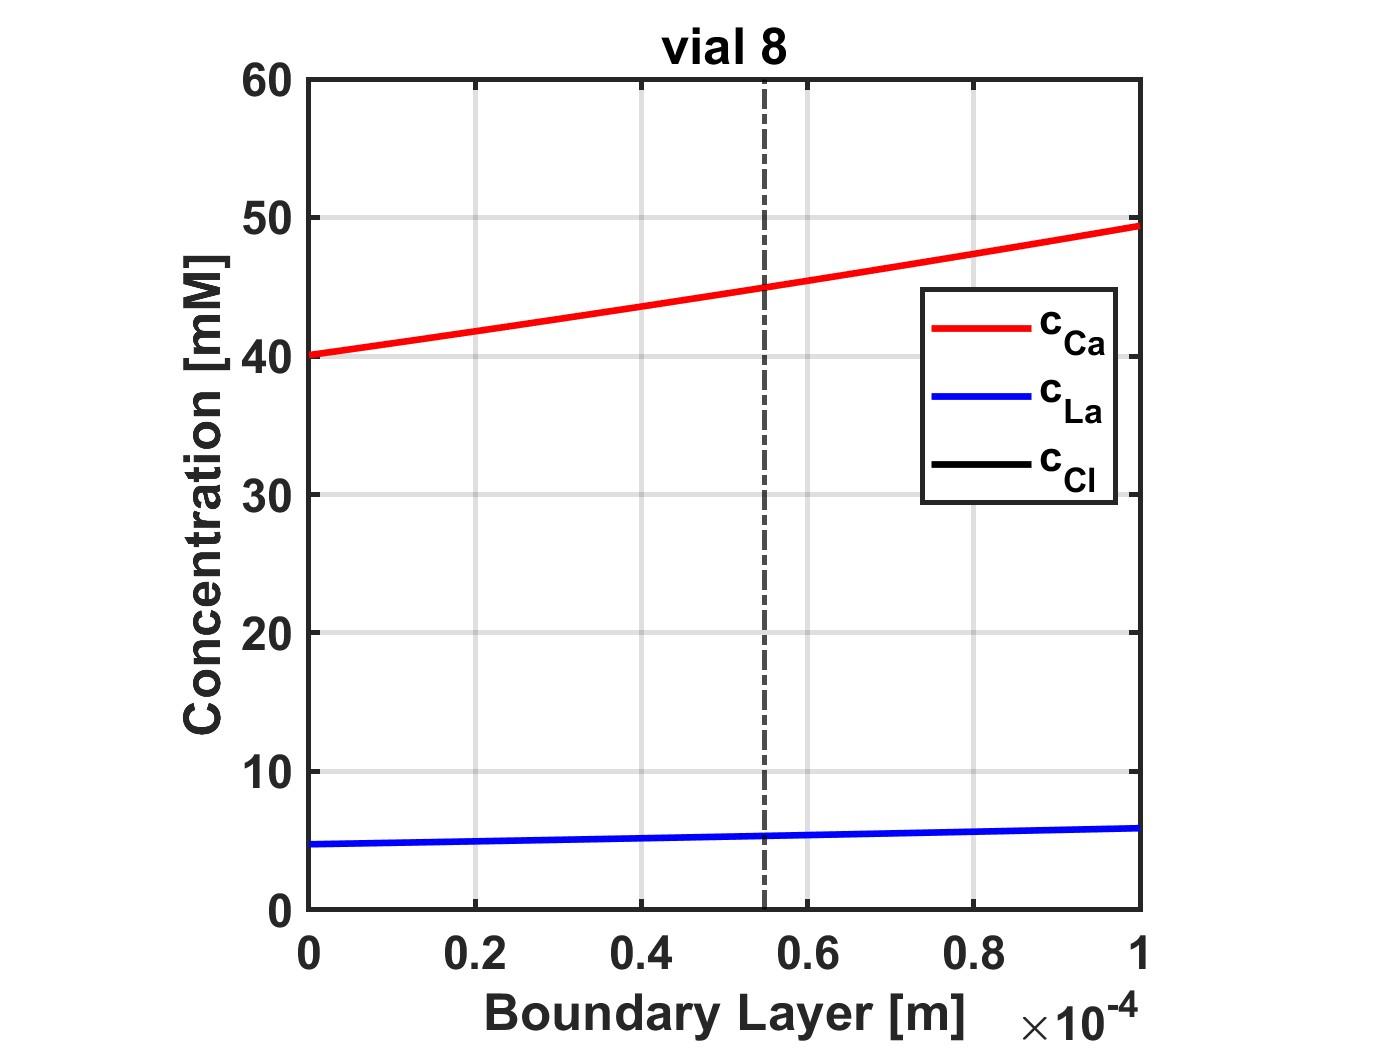 vial 8
60
50
40
30
20
10
0
Concentration [mM]
c_Ca
c_La
c_Cl
0 0.2 0.4 0.6 0.8 1
Boundary Layer [m] ×10^-4